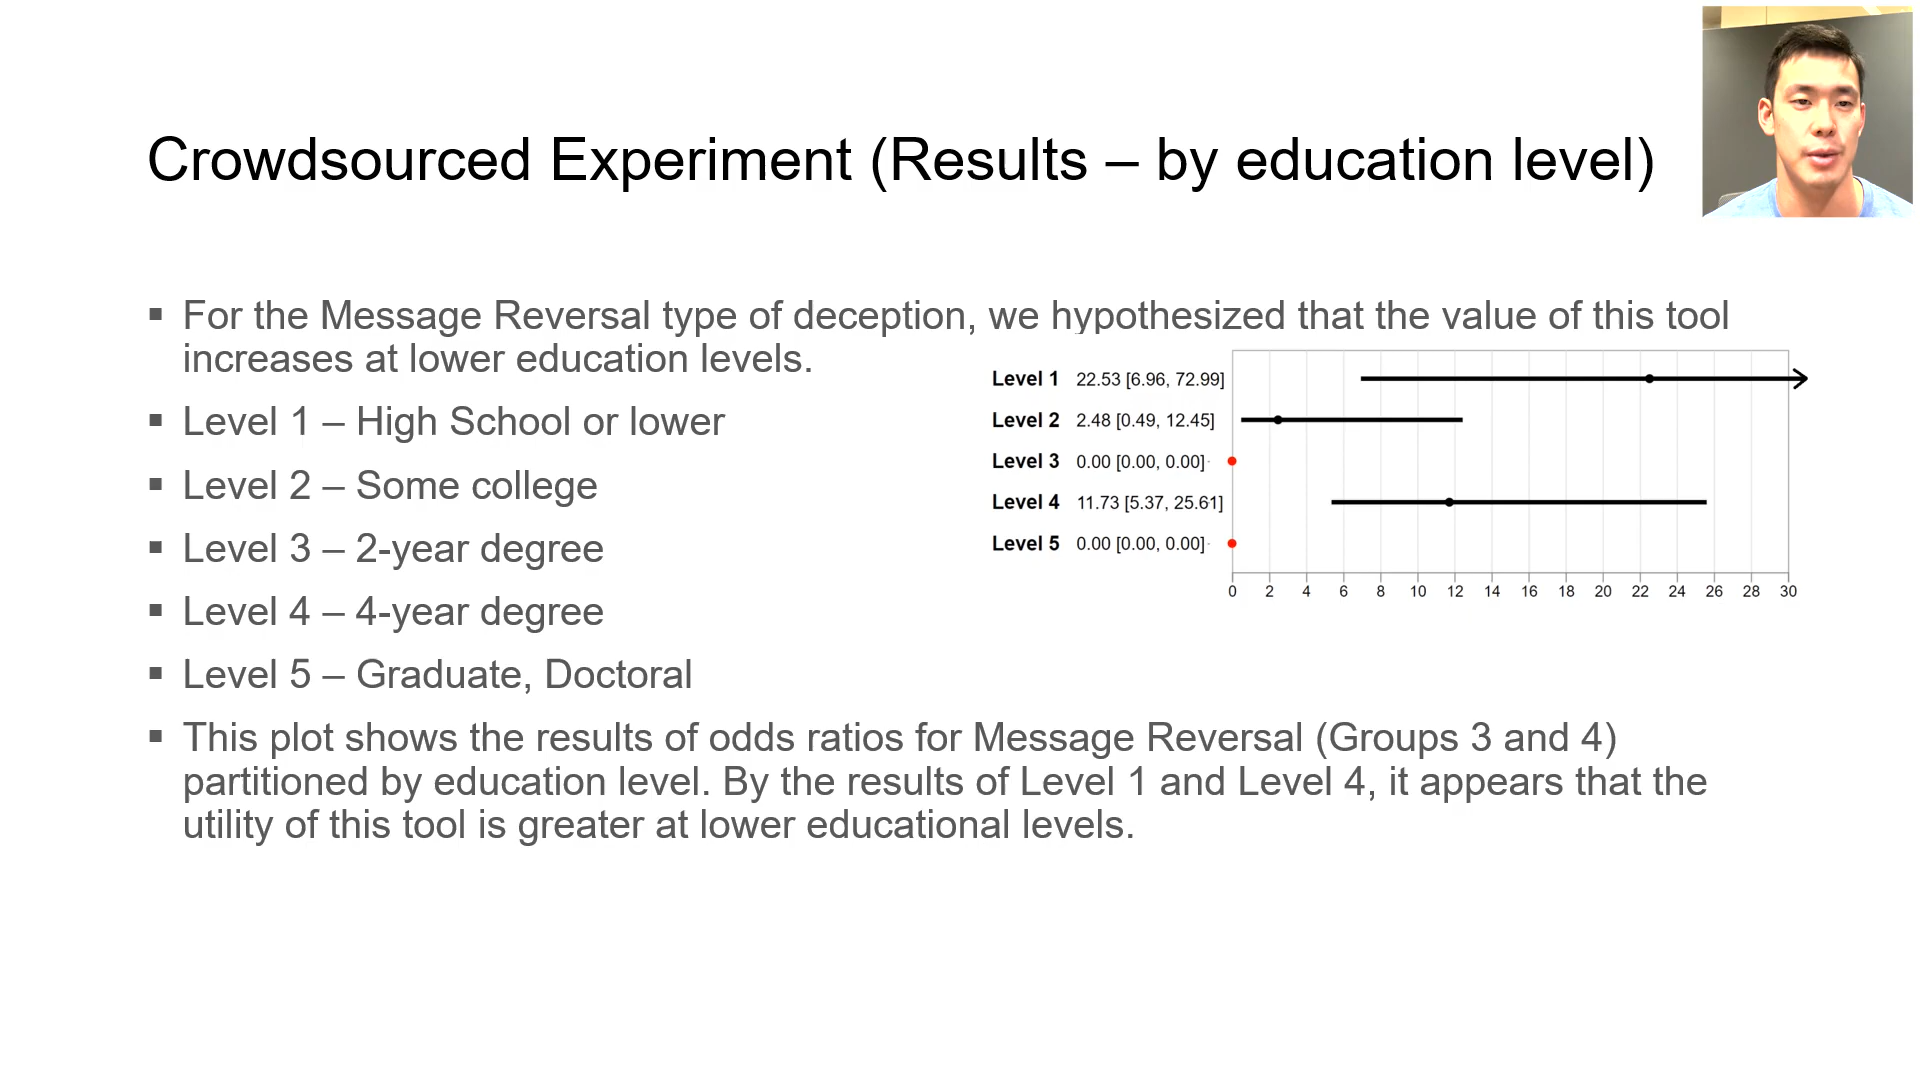 Crowdsourced Experiment (Results – by education level)
▪ For the Message Reversal type of deception, we hypothesized that the value of this tool
increases at lower education levels.
▪ Level 1 – High School or lower
▪ Level 2 – Some college
▪ Level 3 – 2-year degree
▪ Level 4 – 4-year degree
▪ Level 5 – Graduate, Doctoral
Level 1 22.53 [6.96, 72.99]
Level 2 2.48 [0.49, 12.45]
Level 3 0.00 [0.00, 0.00]
Level 4 11.73 [5.37, 25.61]
Level 5 0.00 [0.00, 0.00]
0 2 4 6 8 10 12 14 16 18 20 22 24 26 28 30
▪ This plot shows the results of odds ratios for Message Reversal (Groups 3 and 4)
partitioned by education level. By the results of Level 1 and Level 4, it appears that the
utility of this tool is greater at lower educational levels.